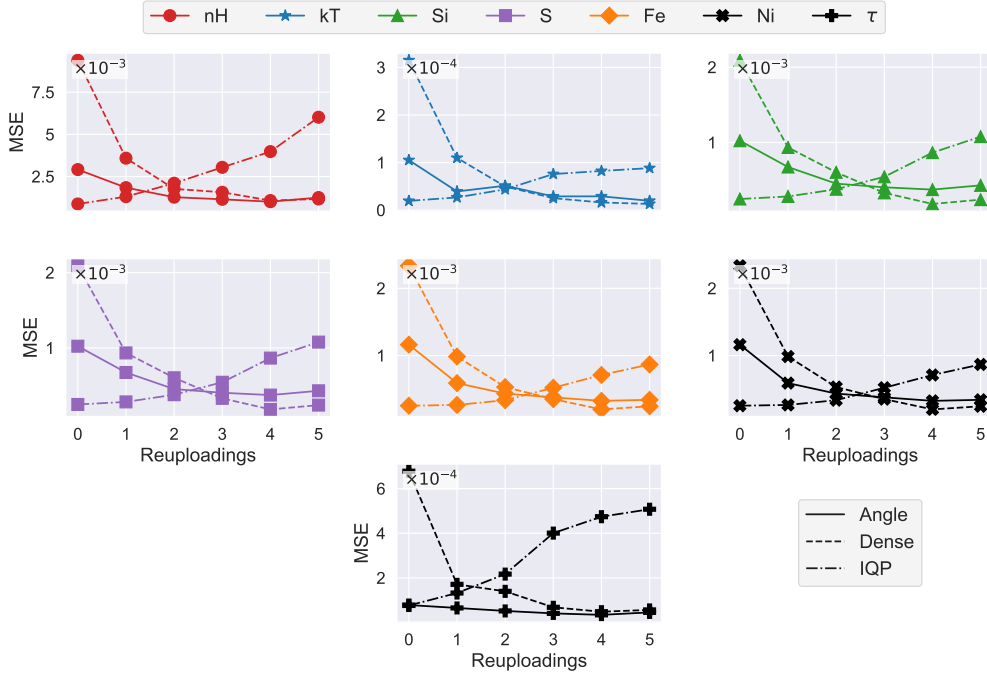 nH kT Si S Fe Ni τ
×10⁻³ ×10⁻⁴ ×10⁻³
MSE
7.5
5
2.5
3
2
1
0
2
1
×10⁻³ ×10⁻³ ×10⁻³
MSE
2
1
2
1
2
1
0 1 2 3 4 5
Reuploadings
0 1 2 3 4 5
Reuploadings
×10⁻⁴
MSE
6
4
2
0 1 2 3 4 5
Reuploadings
Angle
Dense
IQP